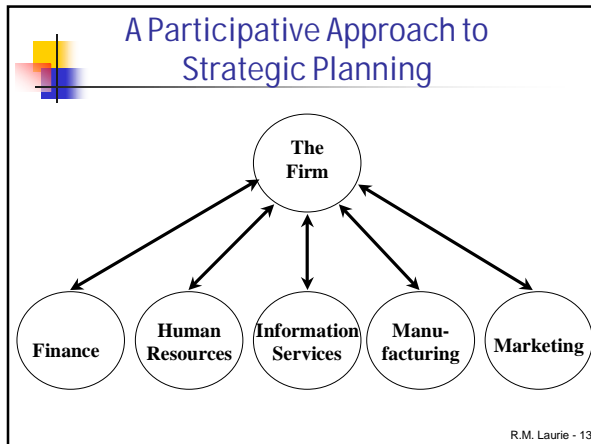 A Participative Approach to
Strategic Planning
The
Firm
Finance
Human
Resources
Information
Services
Manu-
facturing
Marketing
R.M. Laurie - 13